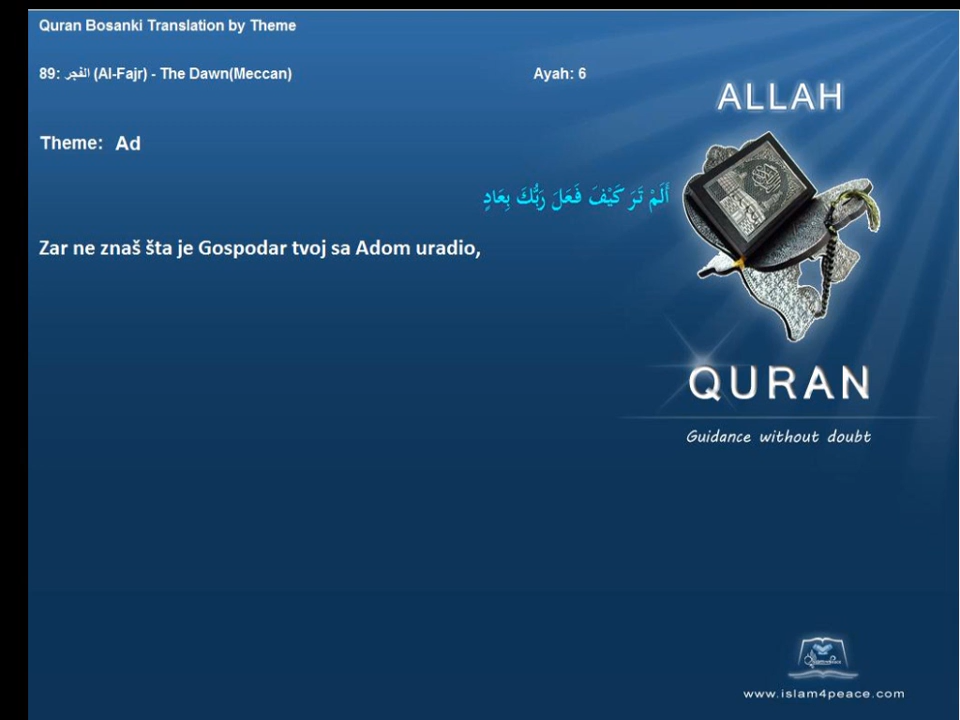 Quran Bosanki Translation by Theme
89: الفجر (Al-Fajr) - The Dawn(Meccan)
Ayah: 6
Theme: Ad
أَلَمْ تَرَ كَيْفَ فَعَلَ رَبُّكَ بِعَادٍ
Zar ne znaš šta je Gospodar tvoj sa Adom uradio,
ALLAH
QURAN
Guidance without doubt
www.islam4peace.com